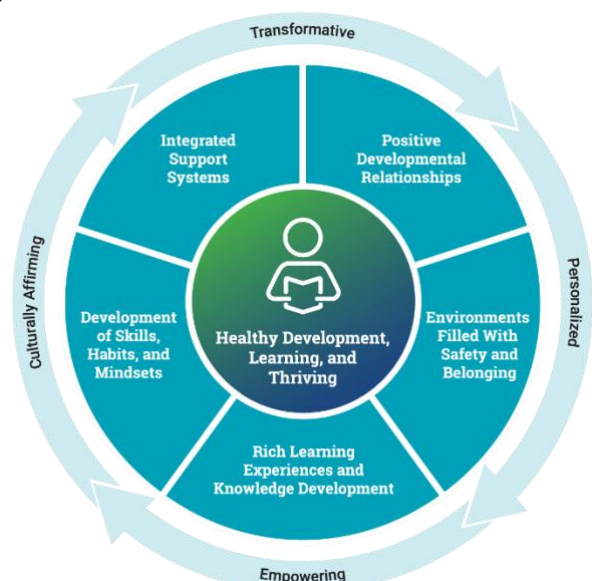 Transformative
Integrated
Support
Systems
Positive
Developmental
Relationships
Culturally Affirming
Personalized
Development
of Skills,
Habits, and
Mindsets
Healthy Development,
Learning, and
Thriving
Environments
Filled With
Safety and
Belonging
Rich Learning
Experiences and
Knowledge Development
Empowering